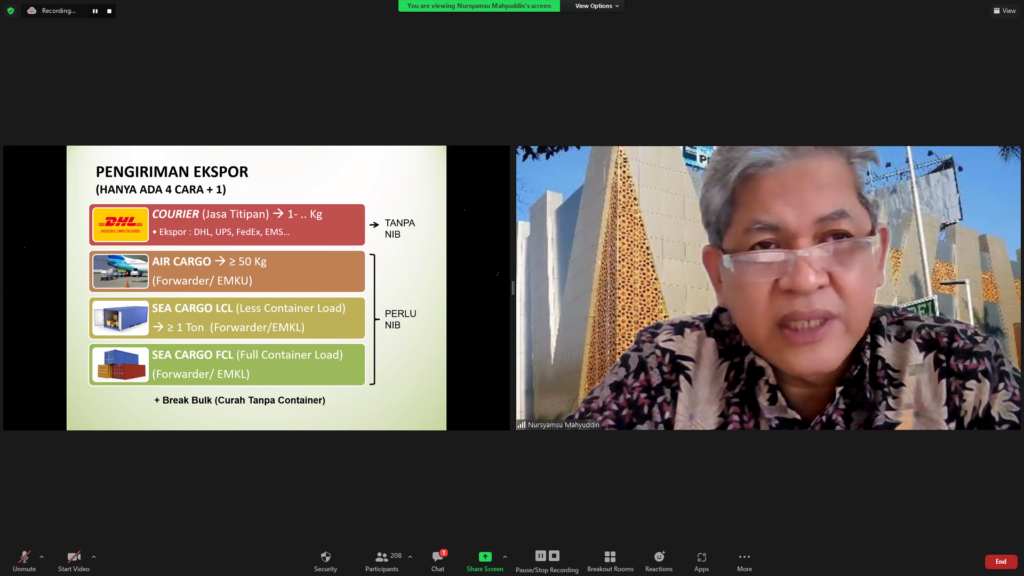 Recording...
You are viewing Nursyamsu Mahyuddin's screen
View Options
View
PENGIRIMAN EKSPOR
(HANYA ADA 4 CARA + 1)
DHL
COURIER (Jasa Titipan) → 1- .. Kg
• Ekspor : DHL, UPS, FedEx, EMS...
TANPA
NIB
AIR CARGO → ≥ 50 Kg
(Forwarder/ EMKU)
SEA CARGO LCL (Less Container Load)
→ ≥ 1 Ton (Forwarder/EMKL)
PERLU
NIB
SEA CARGO FCL (Full Container Load)
(Forwarder/ EMKL)
+ Break Bulk (Curah Tanpa Container)
Nursyamsu Mahyuddin
Unmute
Start Video
Security
Participants
208
Chat
1
Share Screen
Pause/Stop Recording
Breakout Rooms
Reactions
Apps
More
End